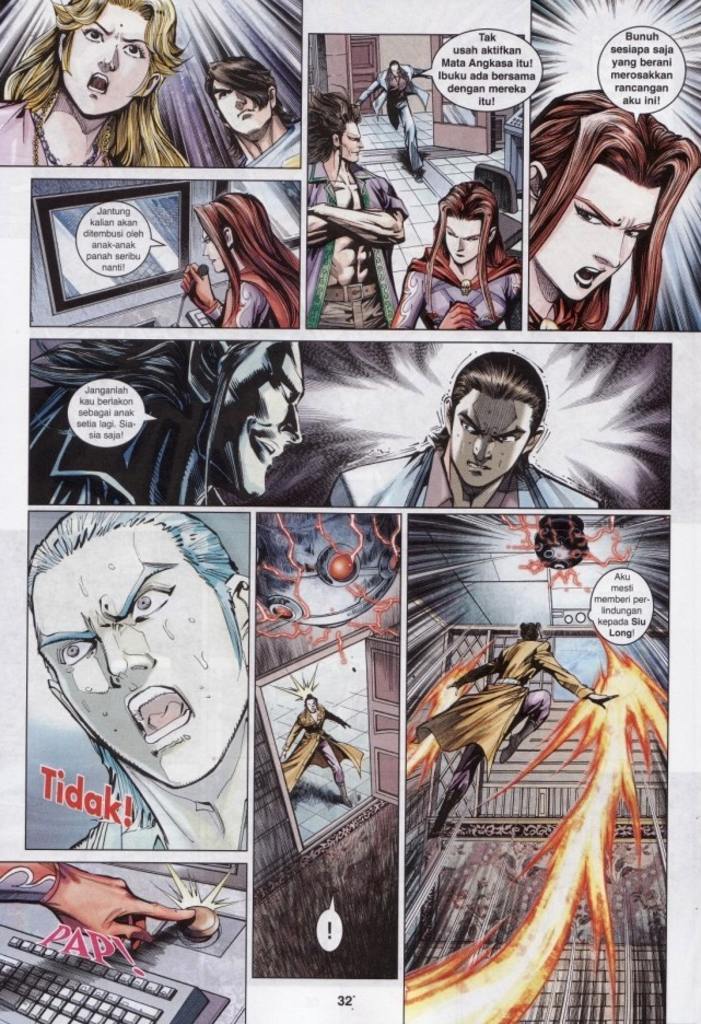 Tak
usah aktifkan
Mata Angkasa itu!
Ibuku ada bersama
dengan mereka
itu!
Bunuh
sesiapa saja
yang berani
merosakkan
rancangan
aku ini!
Jantung
kalian akan
ditembusi oleh
anak-anak
panah seribu
nanti!
Janganlah
kau berlakon
sebagai anak
setia lagi. Sia-
sia saja!
Tidak!
!
Aku
mesti
memberi per-
lindungan
kepada Siu
Long!
PAP!
32